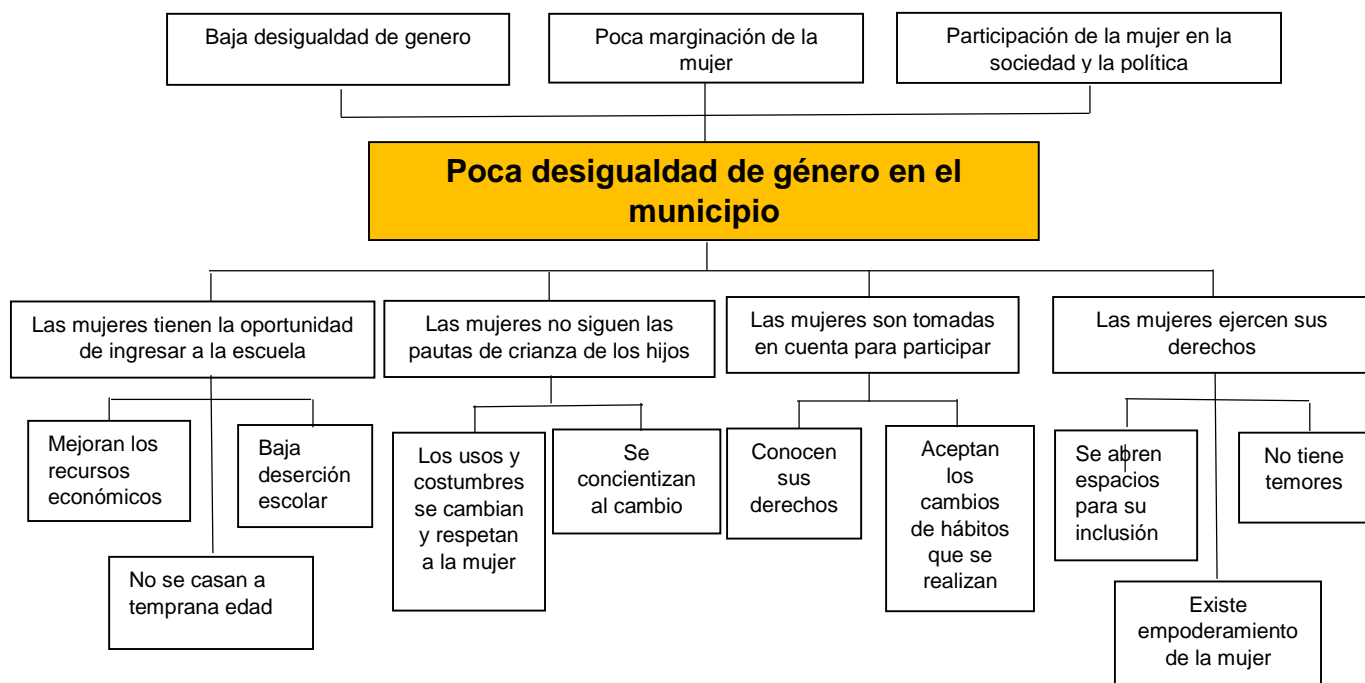 Baja desigualdad de genero
Poca marginación de la
mujer
Participación de la mujer en la
sociedad y la política
Poca desigualdad de género en el
municipio
Las mujeres tienen la oportunidad
de ingresar a la escuela
Las mujeres no siguen las
pautas de crianza de los hijos
Las mujeres son tomadas
en cuenta para participar
Las mujeres ejercen sus
derechos
Mejoran los
recursos
económicos
Baja
deserción
escolar
Los usos y
costumbres
se cambian
y respetan
a la mujer
Se
concientizan
al cambio
Conocen
sus
derechos
Aceptan
los
cambios
de hábitos
que se
realizan
Se abren
espacios
para su
inclusión
No tiene
temores
No se casan a
temprana edad
Existe
empoderamiento
de la mujer